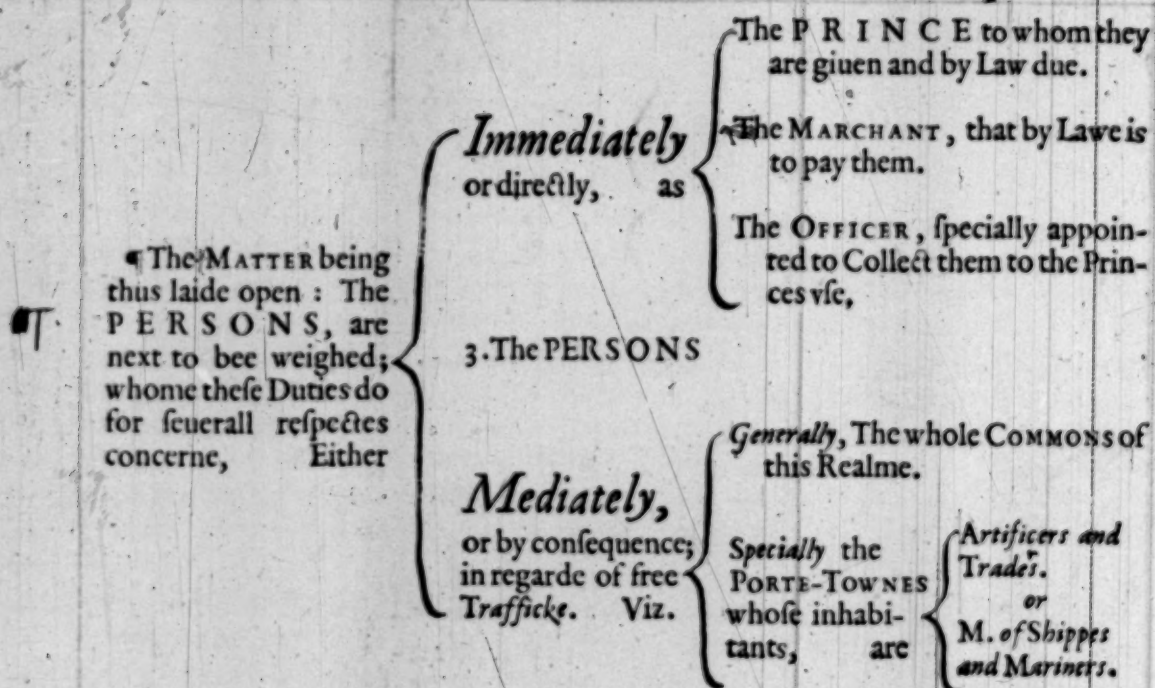 ¶ The MATTER being
thus laide open : The
PERSONS, are
next to bee weighed;
whome theſe Duties do
for ſeuerall reſpectes
concerne, Either
Immediately
or directly, as
The PRINCE to whom they
are giuen and by Law due.
The MARCHANT, that by Lawe is
to pay them.
The OFFICER, ſpecially appoin-
ted to Collect them to the Prin-
ces vſe,
3. The PERSONS
Mediately,
or by conſequence;
in regarde of free
Trafficke. Viz.
Generally, The whole COMMONS of
this Realme.
Specially the
PORTE-TOWNES
whoſe inhabi-
tants, are
Artificers and
Trades.
or
M. of Shippes
and Mariners.